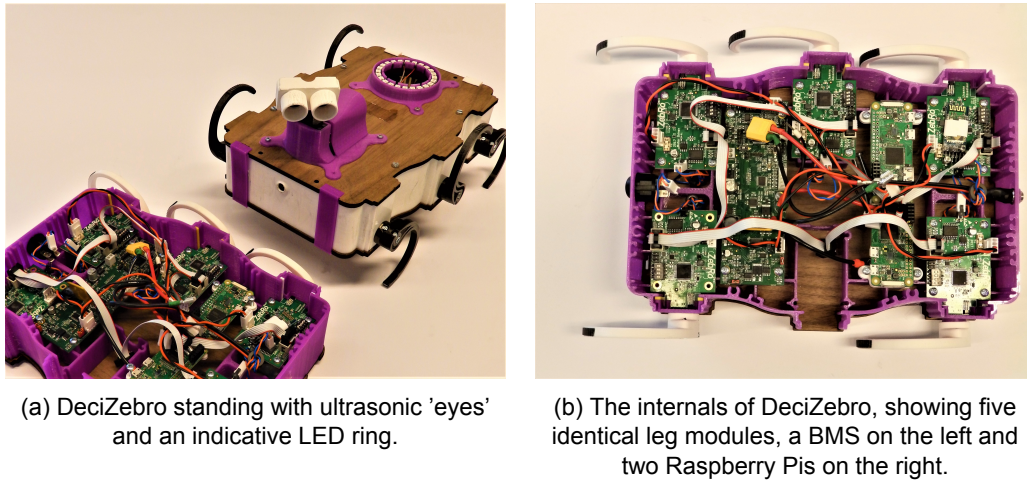 (a) DeciZebro standing with ultrasonic ’eyes’
and an indicative LED ring.
(b) The internals of DeciZebro, showing five
identical leg modules, a BMS on the left and
two Raspberry Pis on the right.